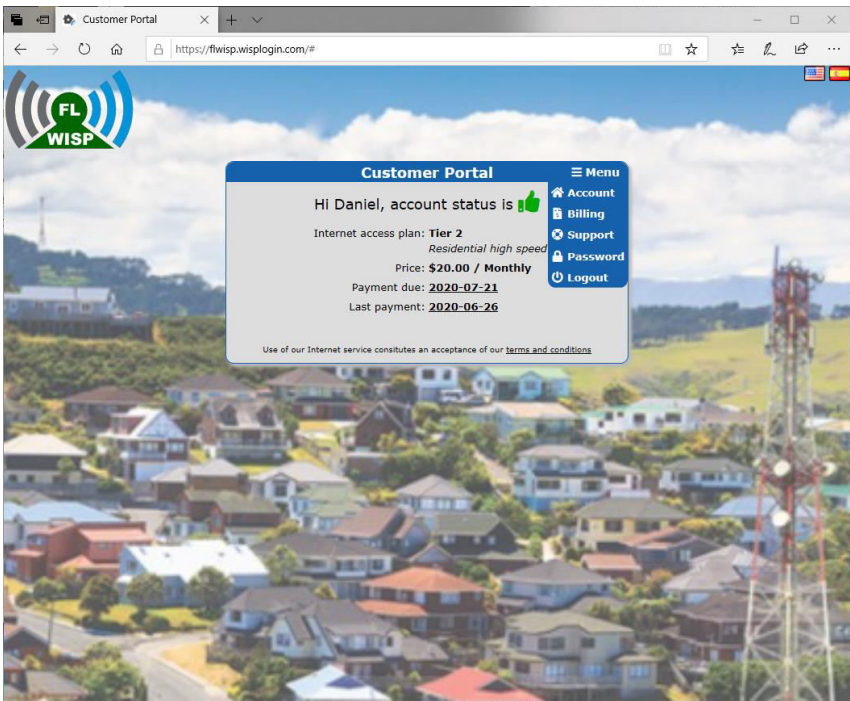 Customer Portal
https://flwisp.wisplogin.com/#
FL
WISP
Customer Portal
Menu
Hi Daniel, account status is
Account
Billing
Support
Password
Logout
Internet access plan: Tier 2
Residential high speed
Price: $20.00 / Monthly
Payment due: 2020-07-21
Last payment: 2020-06-26
Use of our Internet service consitutes an acceptance of our terms and conditions